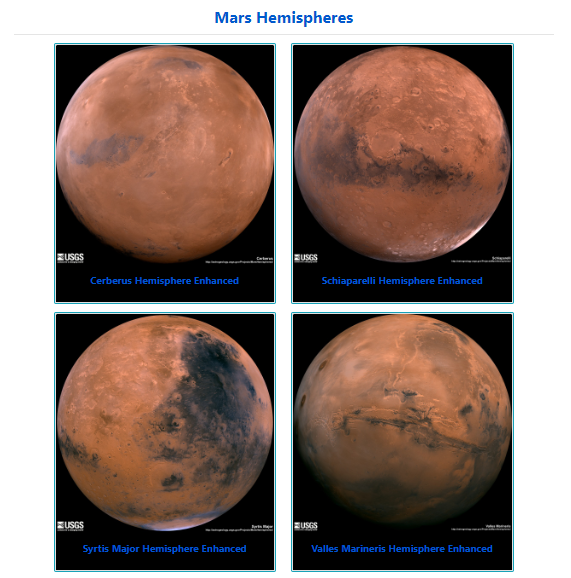 Mars Hemispheres
USGS
Cerberus
Cerberus Hemisphere Enhanced
USGS
Schiaparelli
Schiaparelli Hemisphere Enhanced
USGS
Syrtis Major
Syrtis Major Hemisphere Enhanced
USGS
Valles Marineris
Valles Marineris Hemisphere Enhanced